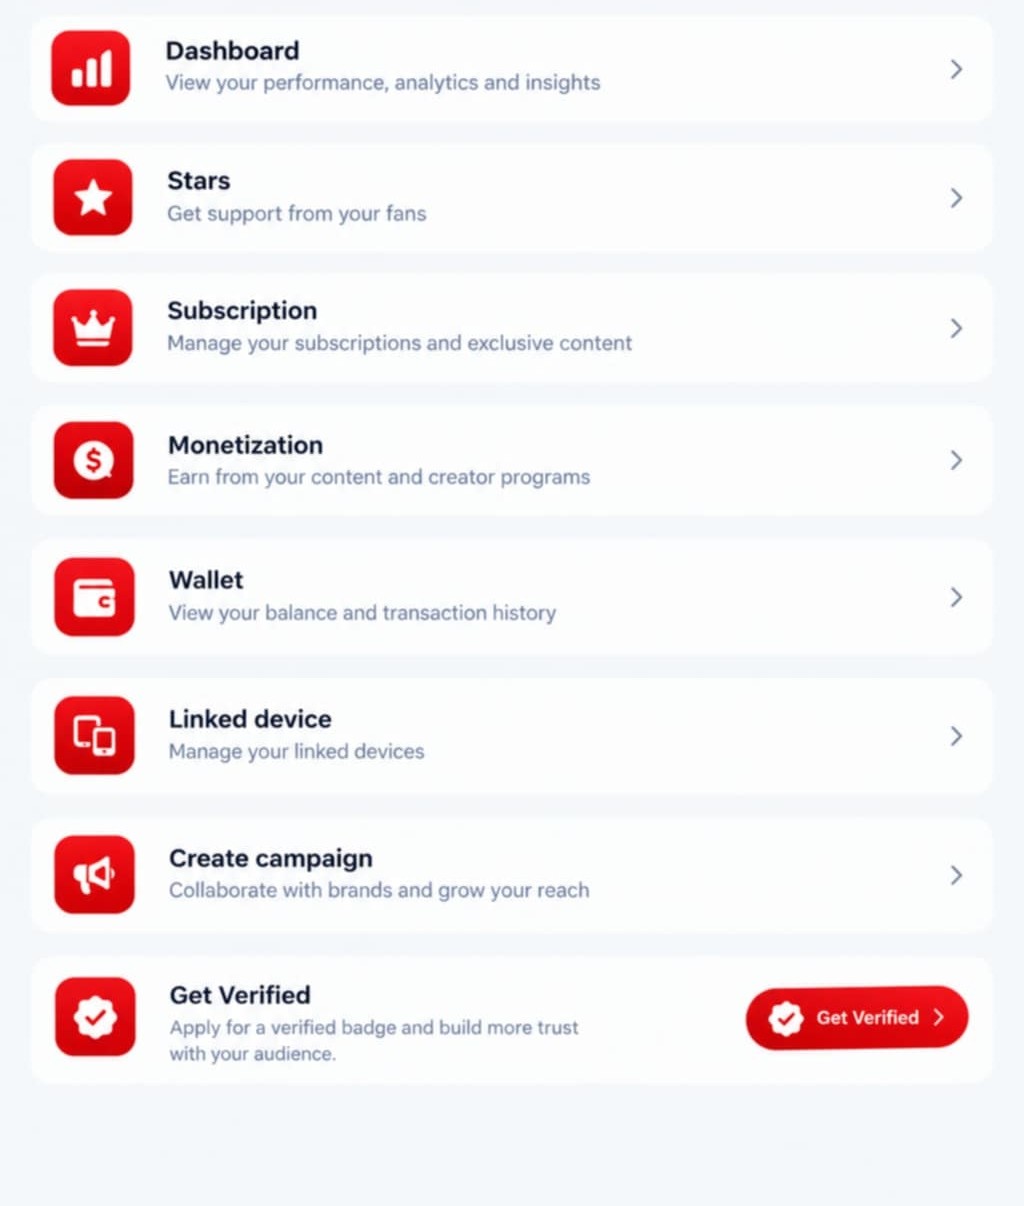 Dashboard
View your performance, analytics and insights
Stars
Get support from your fans
Subscription
Manage your subscriptions and exclusive content
Monetization
Earn from your content and creator programs
Wallet
View your balance and transaction history
Linked device
Manage your linked devices
Create campaign
Collaborate with brands and grow your reach
Get Verified
Apply for a verified badge and build more trust
with your audience.
Get Verified